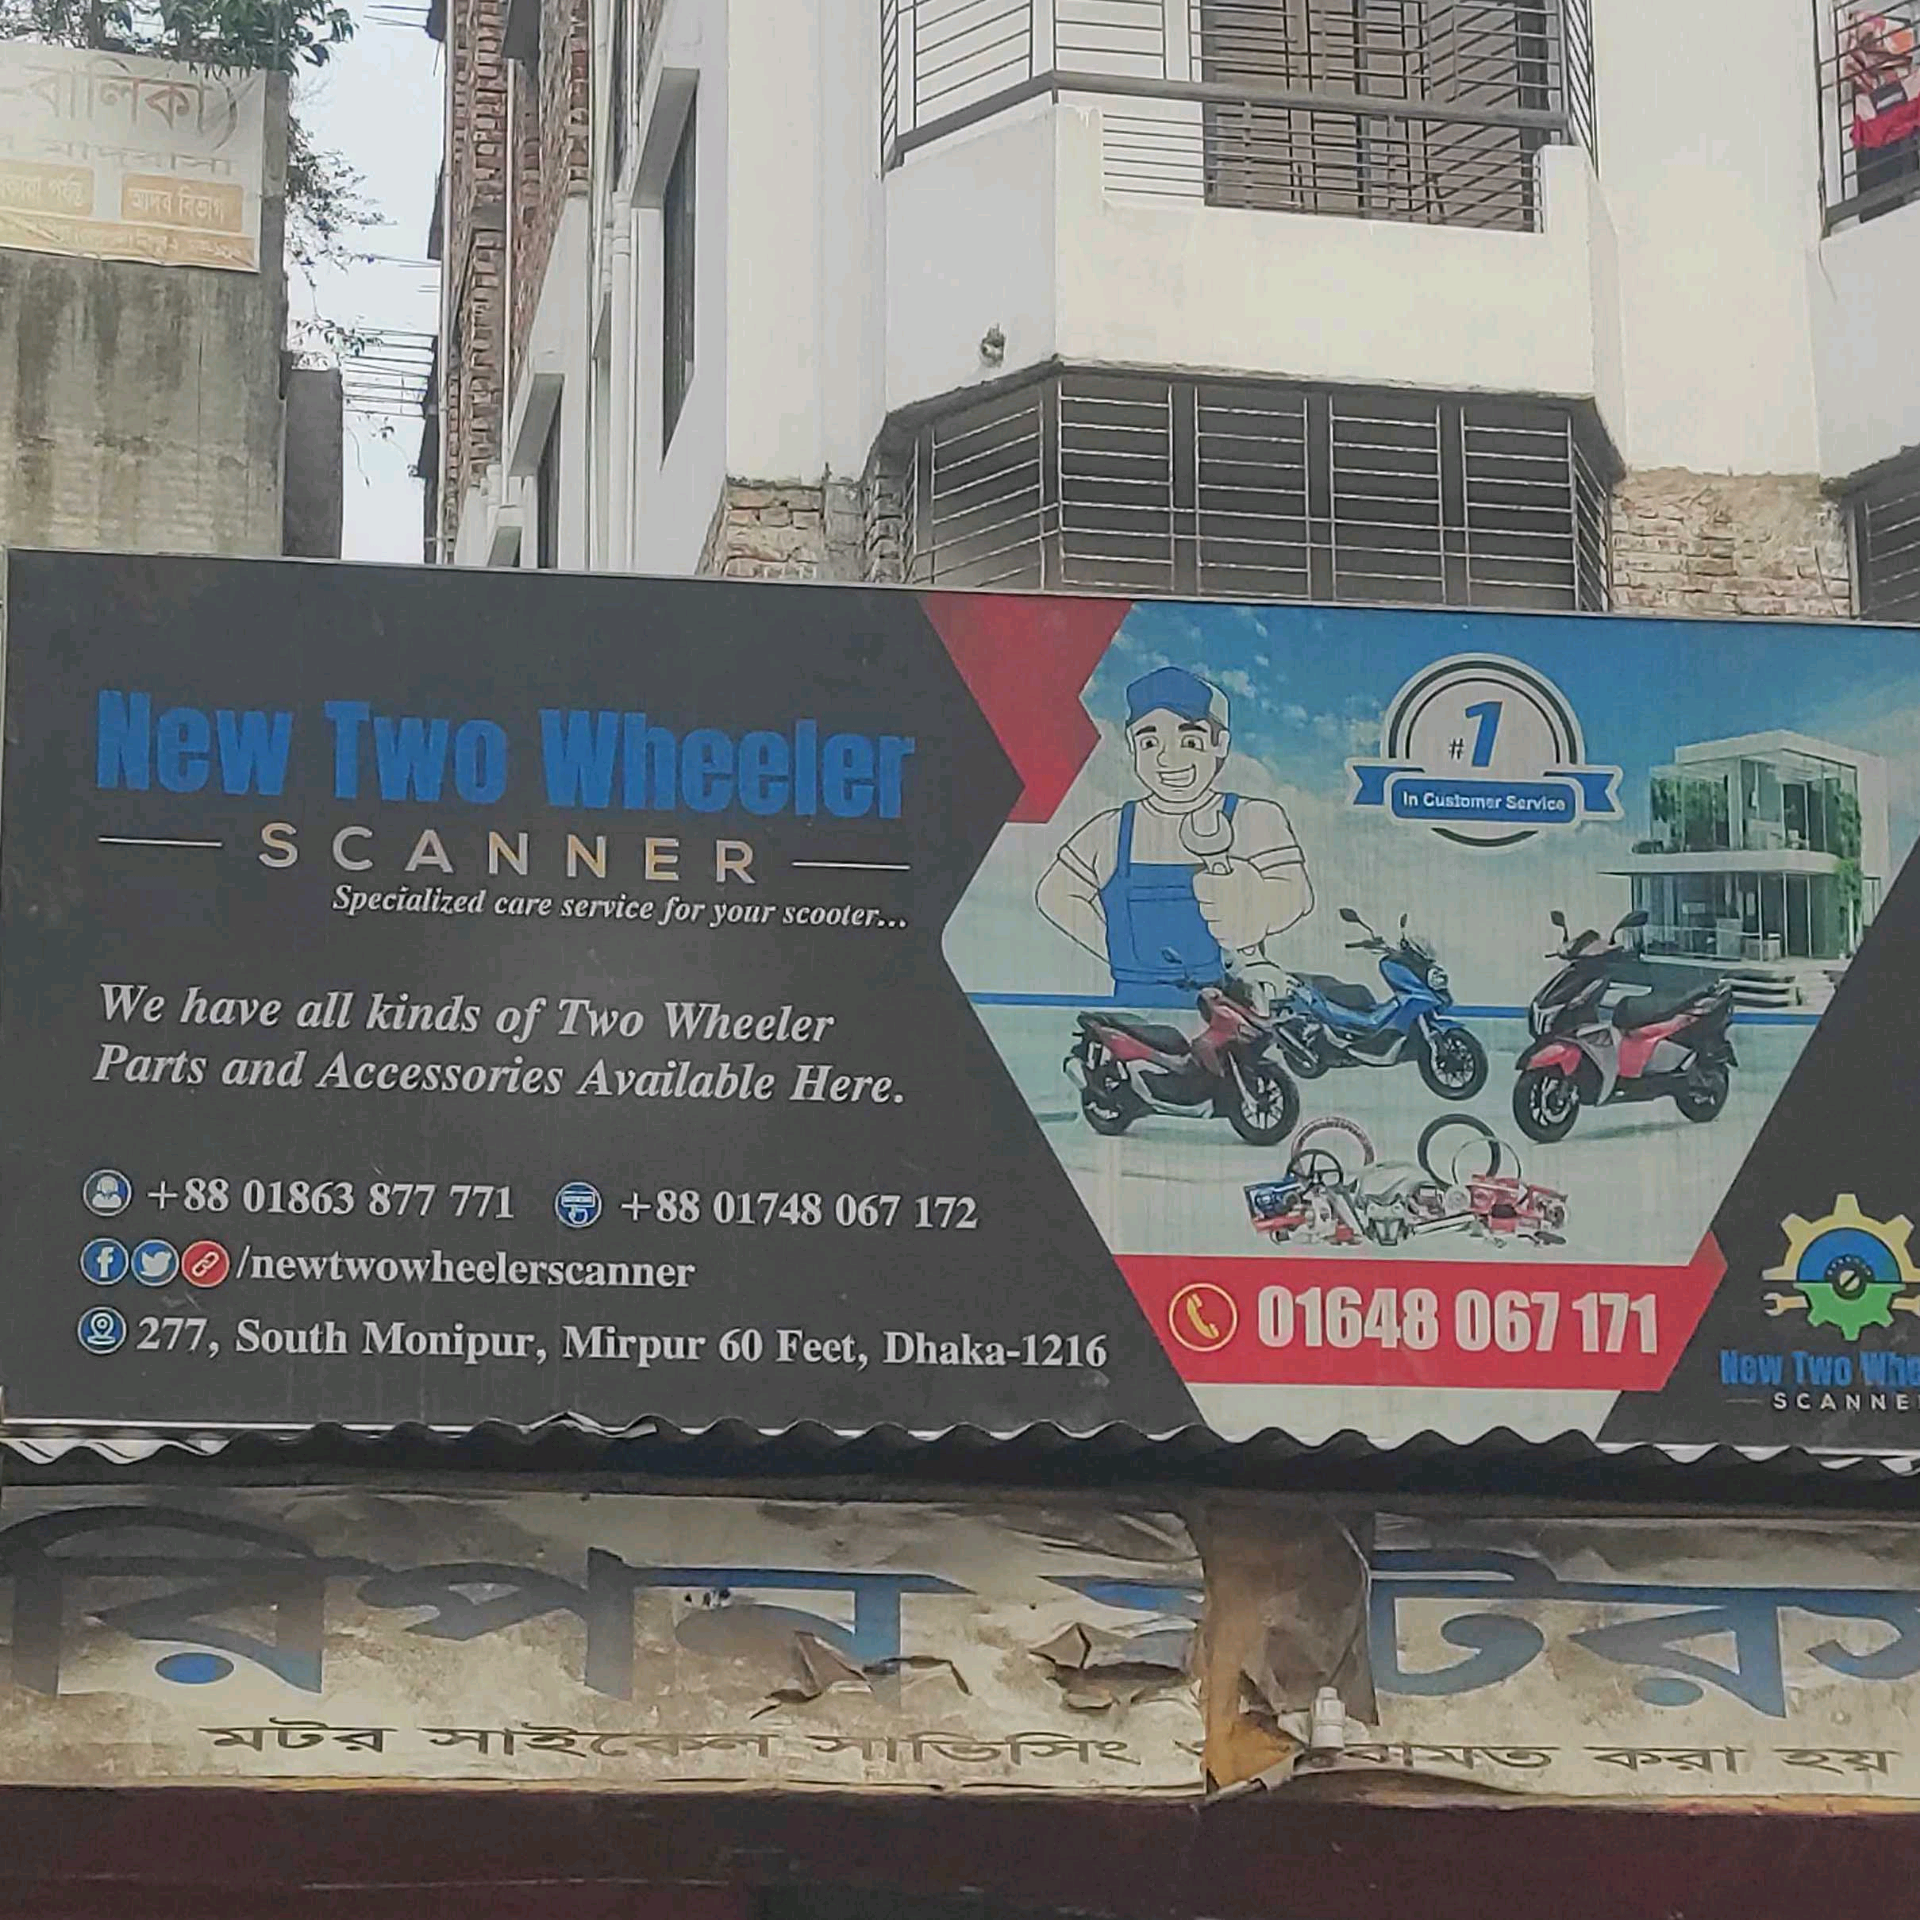 -বালিকা)
আদব বিভাগ
New Two Wheeler
SCANNER
Specialized care service for your scooter...
We have all kinds of Two Wheeler
Parts and Accessories Available Here.
+88 01863 877 771 +88 01748 067 172
/newtwowheelerscanner
277, South Monipur, Mirpur 60 Feet, Dhaka-1216
#1
In Customer Service
01648 067 171
New Two Whe
SCANNE
রিপন
মটর সাইকেল সার্ভিসিং করা হয়